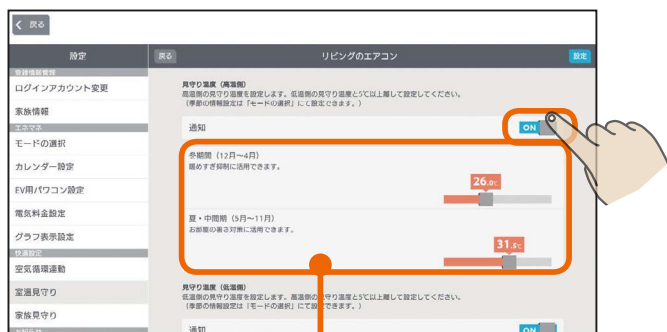 戻る
設定
戻る
リビングのエアコン
設定
登録情報管理
ログインアカウント変更
家族情報
エネマネ
モードの選択
カレンダー設定
EV用パワコン設定
電気料金設定
グラフ表示設定
快適設定
空気循環連動
室温見守り
家族見守り
お知らせ
見守り温度（高温側）
高温側の見守り温度を設定します。低温側の見守り温度と5℃以上離して設定してください。
（季節の情報設定は「モードの選択」にて設定できます。）
通知
ON
冬期間（12月～4月）
暖めすぎ抑制に活用できます。
26.0℃
夏・中間期（5月～11月）
お部屋の暑さ対策に活用できます。
31.5℃
見守り温度（低温側）
低温側の見守り温度を設定します。高温側の見守り温度と5℃以上離して設定してください。
（季節の情報設定は「モードの選択」にて設定できます。）
通知
ON